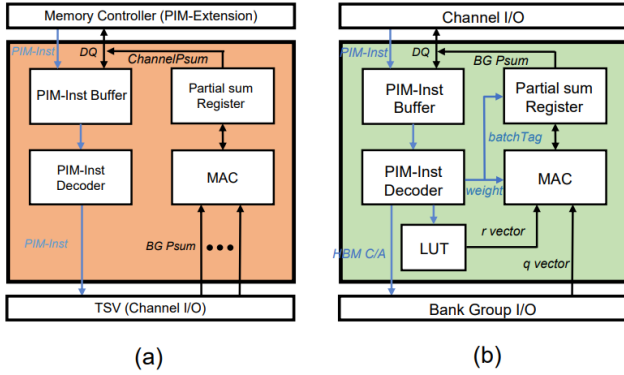 Memory Controller (PIM-Extension)
PIM-Inst
DQ
ChannelPsum
PIM-Inst Buffer
Partial sum
Register
PIM-Inst
Decoder
MAC
PIM-Inst
BG Psum
TSV (Channel I/O)
(a)
Channel I/O
PIM-Inst
DQ
BG Psum
PIM-Inst
Buffer
Partial sum
Register
batchTag
PIM-Inst
Decoder
weight
MAC
HBM C/A
LUT
r vector
q vector
Bank Group I/O
(b)